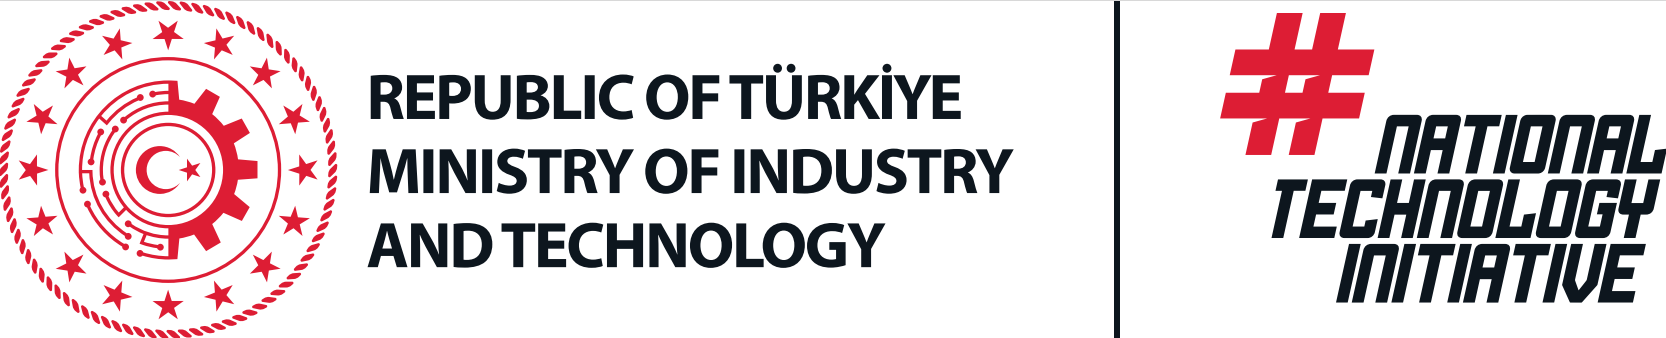 REPUBLIC OF TÜRKİYE
MINISTRY OF INDUSTRY
AND TECHNOLOGY
#
NATIONAL
TECHNOLOGY
INITIATIVE